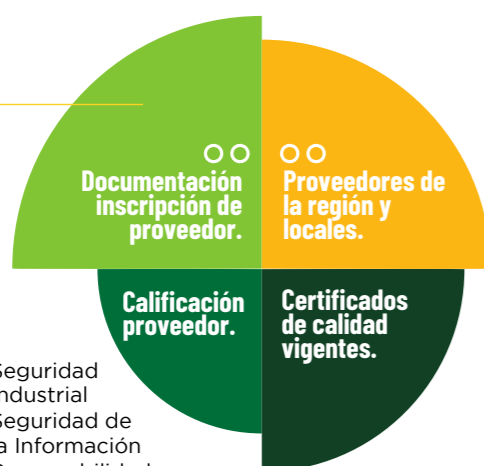 Documentación
inscripción de
proveedor.
Proveedores de
la región y
locales.
Calificación
proveedor.
Certificados
de calidad
vigentes.
Seguridad
Industrial
Seguridad de
la Información